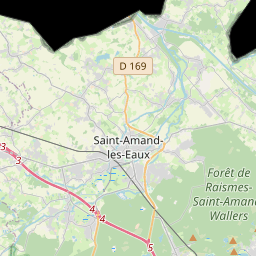 D 169
Saint-Amand-
les-Eaux
Forêt de
Raismes-
Saint-Amand-
Wallers
3
3
4
4
5